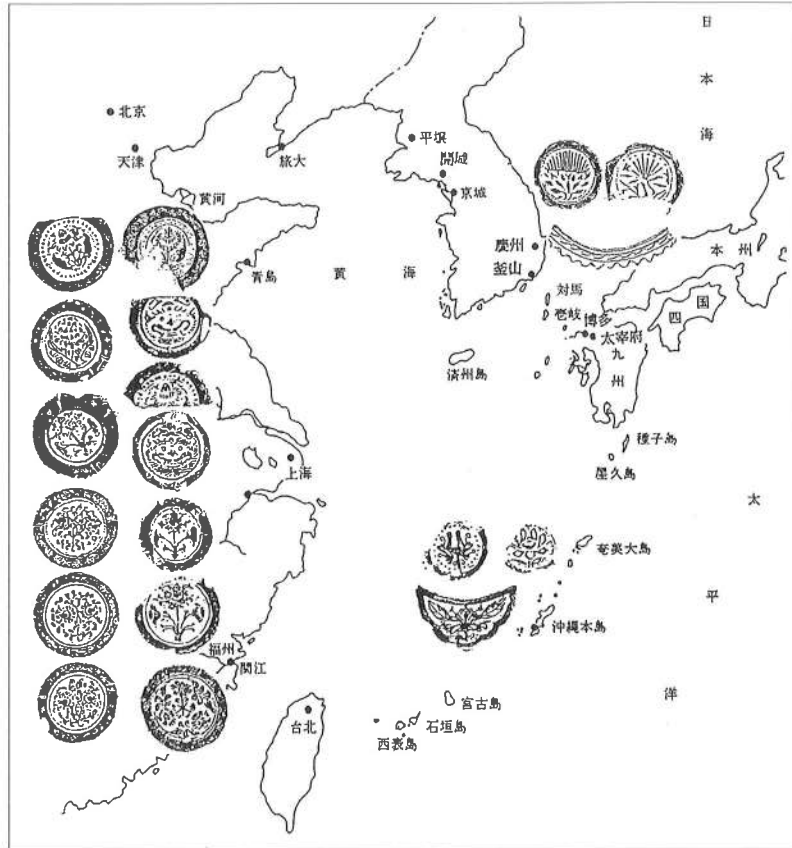 日本海
北京
天津
旅大
平壌
開城
京城
黄河
青島
黄海
慶州
釜山
対馬
壱岐
博多
太宰府
本州
四国
九州
済州島
種子島
屋久島
上海
太平洋
奄美大島
沖縄本島
福州
閩江
台北
宮古島
石垣島
西表島